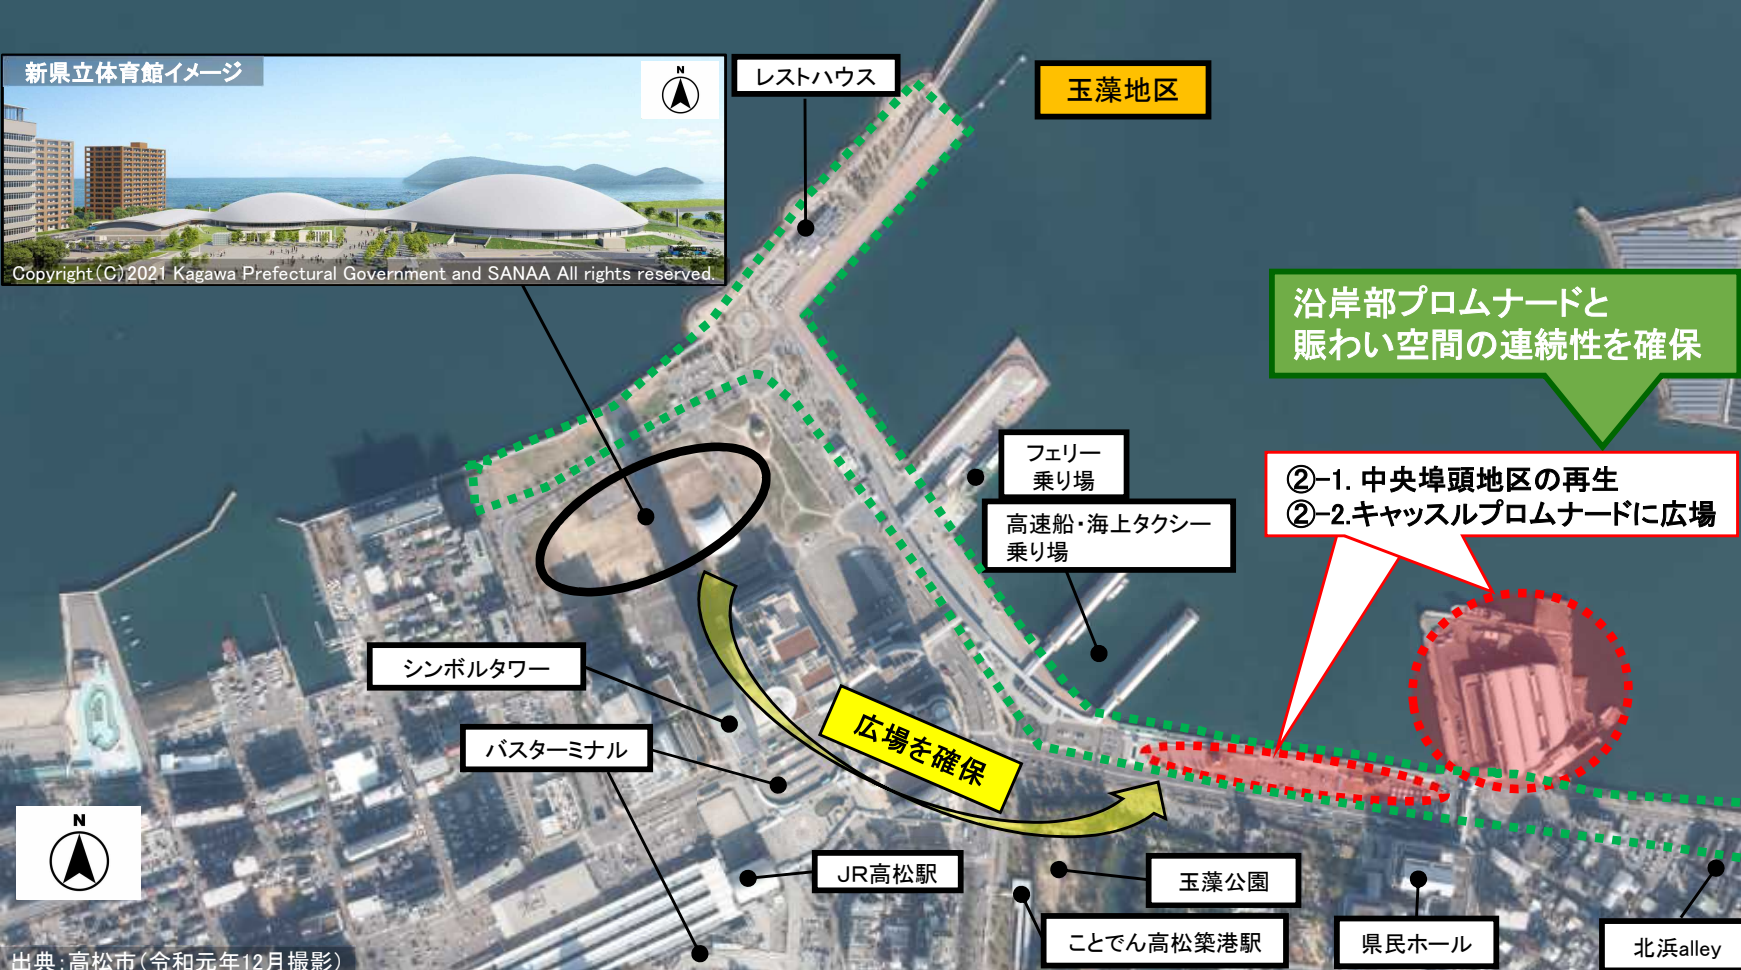 新県立体育館イメージ
N
Copyright(C)2021 Kagawa Prefectural Government and SANAA All rights reserved.
レストハウス
玉藻地区
沿岸部プロムナードと
賑わい空間の連続性を確保
②-1. 中央埠頭地区の再生
②-2.キャッスルプロムナードに広場
フェリー
乗り場
高速船・海上タクシー
乗り場
シンボルタワー
バスターミナル
広場を確保
N
JR高松駅
玉藻公園
ことでん高松築港駅
県民ホール
北浜alley
出典:高松市(令和元年12月撮影)